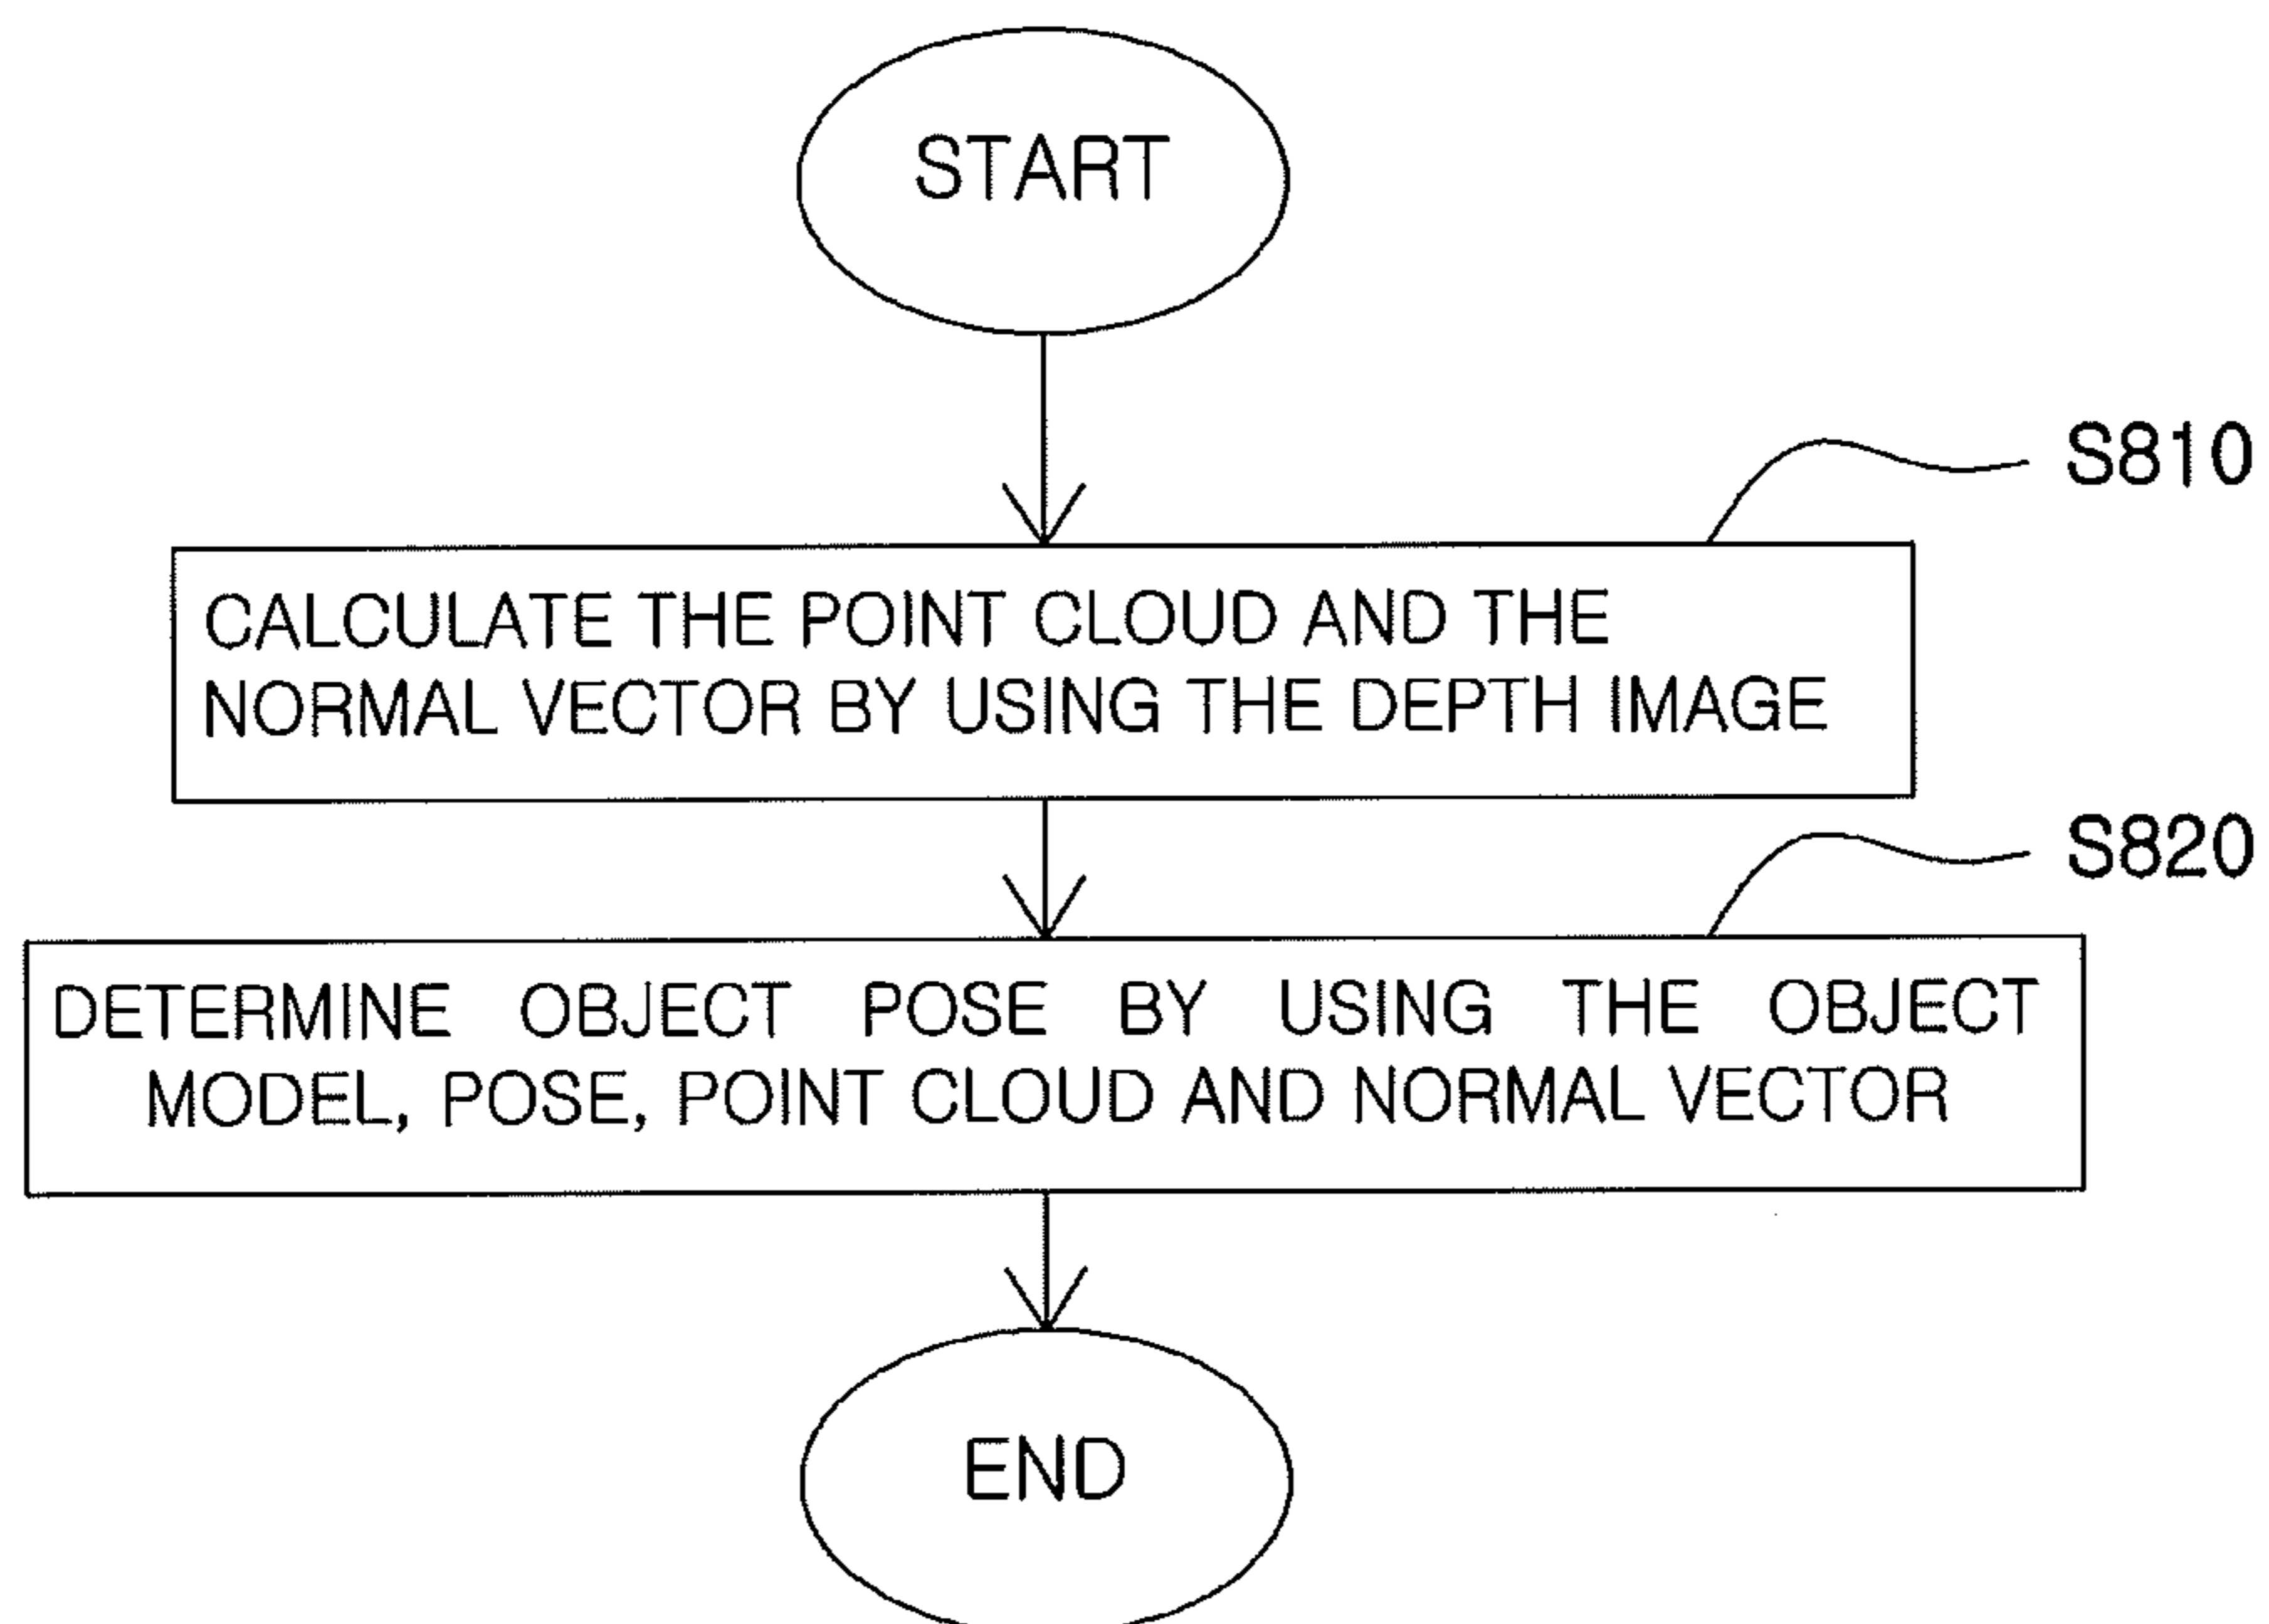 START
S810
CALCULATE THE POINT CLOUD AND THE
NORMAL VECTOR BY USING THE DEPTH IMAGE
S820
DETERMINE OBJECT POSE BY USING THE OBJECT
MODEL, POSE, POINT CLOUD AND NORMAL VECTOR
END